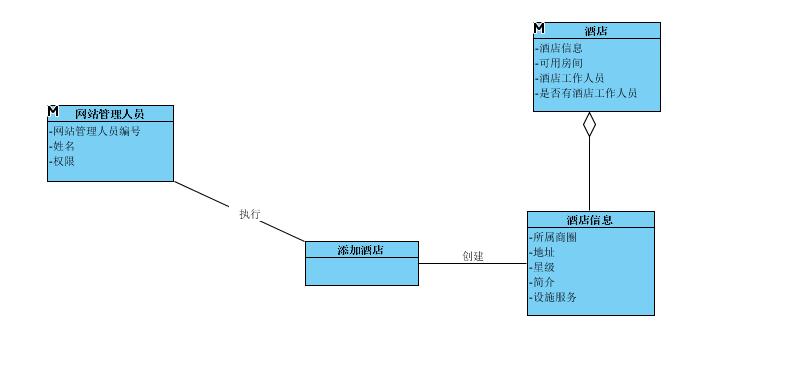 M 酒店
-酒店信息
-可用房间
-酒店工作人员
-是否有酒店工作人员
M 网站管理人员
-网站管理人员编号
-姓名
-权限
执行
添加酒店
创建
酒店信息
-所属商圈
-地址
-星级
-简介
-设施服务